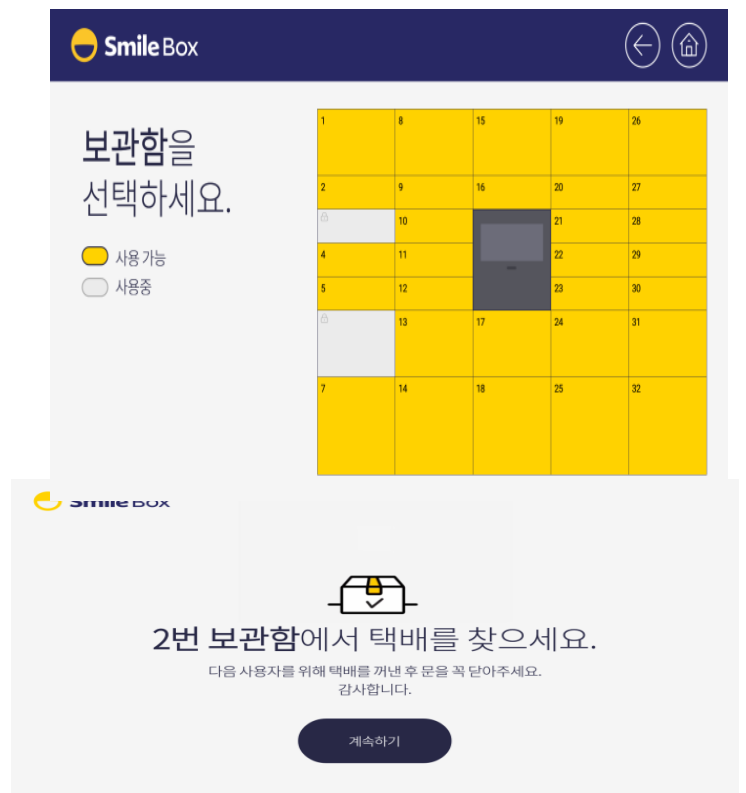 Smile Box
보관함을
선택하세요.
사용 가능
사용중
1 8 15 19 26
2 9 16 20 27
10 21 28
4 11 22 29
5 12 23 30
13 17 24 31
7 14 18 25 32
Smile Box
2번 보관함에서 택배를 찾으세요.
다음 사용자를 위해 택배를 꺼낸 후 문을 꼭 닫아주세요.
감사합니다.
계속하기